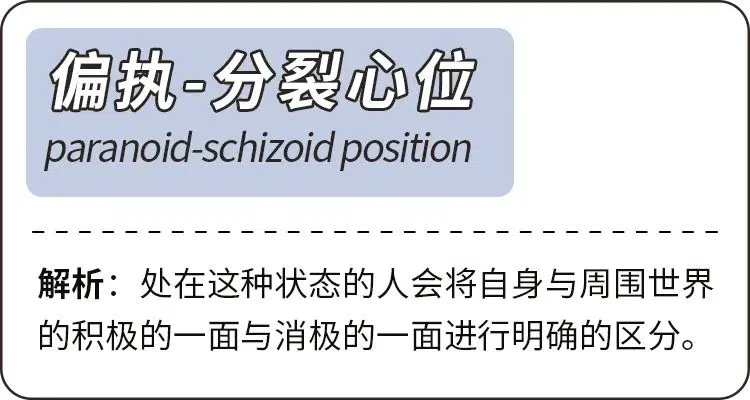 偏执-分裂心位
paranoid-schizoid position
解析：处在这种状态的人会将自身与周围世界
的积极的一面与消极的一面进行明确的区分。